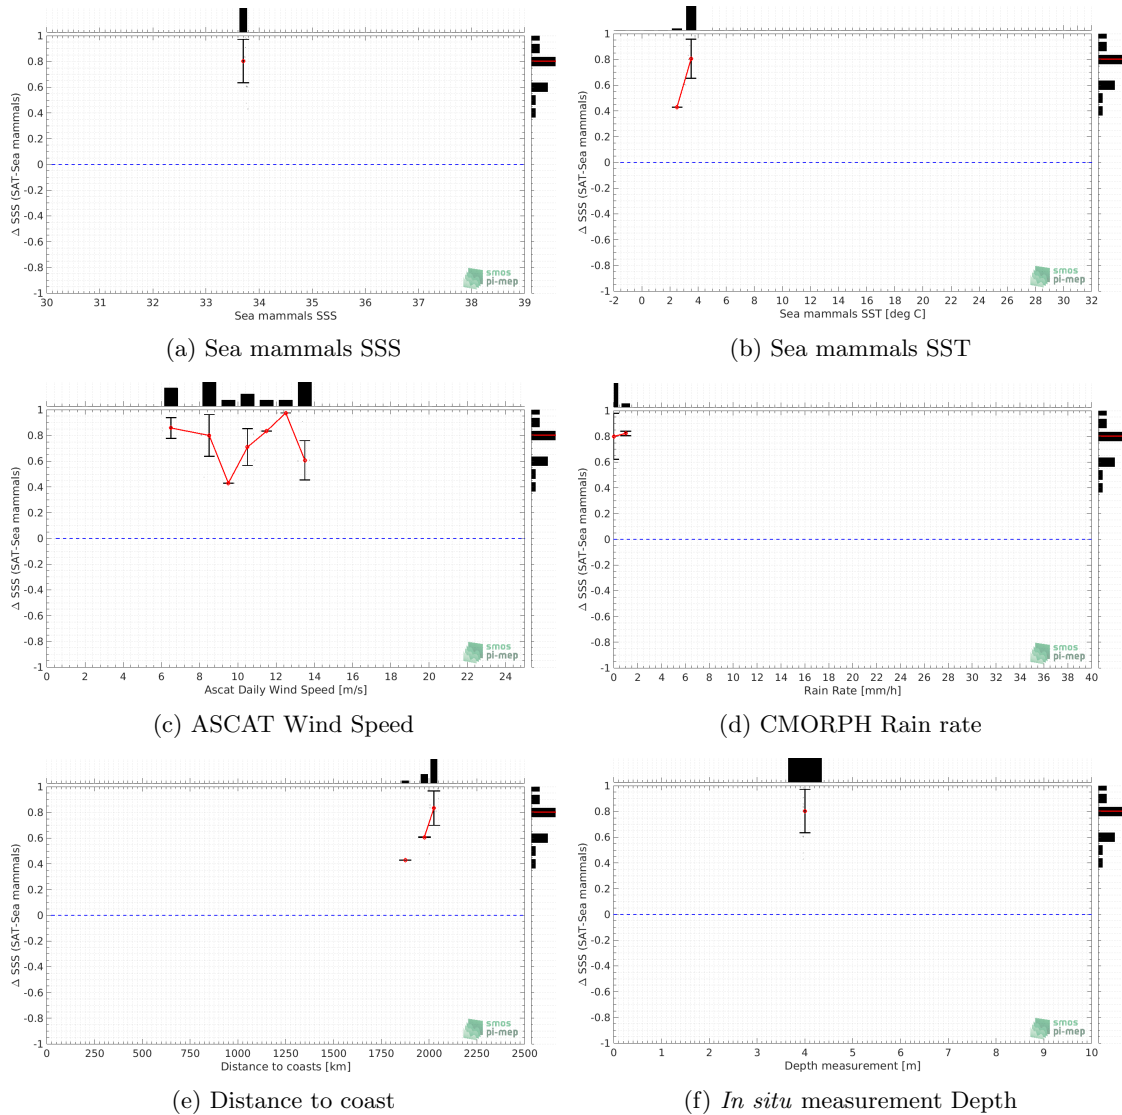 1
0.8
0.6
0.4
0.2
0
-0.2
-0.4
-0.6
-0.8
-1
Δ SSS (SAT-Sea mammals)
30 31 32 33 34 35 36 37 38 39
Sea mammals SSS
smos
pi-mep
(a) Sea mammals SSS
1
0.8
0.6
0.4
0.2
0
-0.2
-0.4
-0.6
-0.8
-1
Δ SSS (SAT-Sea mammals)
-2 0 2 4 6 8 10 12 14 16 18 20 22 24 26 28 30 32
Sea mammals SST [deg C]
smos
pi-mep
(b) Sea mammals SST
1
0.8
0.6
0.4
0.2
0
-0.2
-0.4
-0.6
-0.8
-1
Δ SSS (SAT-Sea mammals)
0 2 4 6 8 10 12 14 16 18 20 22 24
Ascat Daily Wind Speed [m/s]
smos
pi-mep
(c) ASCAT Wind Speed
1
0.8
0.6
0.4
0.2
0
-0.2
-0.4
-0.6
-0.8
-1
Δ SSS (SAT-Sea mammals)
0 2 4 6 8 10 12 14 16 18 20 22 24 26 28 30 32 34 36 38 40
Rain Rate [mm/h]
smos
pi-mep
(d) CMORPH Rain rate
1
0.8
0.6
0.4
0.2
0
-0.2
-0.4
-0.6
-0.8
-1
Δ SSS (SAT-Sea mammals)
0 250 500 750 1000 1250 1500 1750 2000 2250 2500
Distance to coasts [km]
smos
pi-mep
(e) Distance to coast
1
0.8
0.6
0.4
0.2
0
-0.2
-0.4
-0.6
-0.8
-1
Δ SSS (SAT-Sea mammals)
0 1 2 3 4 5 6 7 8 9 10
Depth measurement [m]
smos
pi-mep
(f) In situ measurement Depth